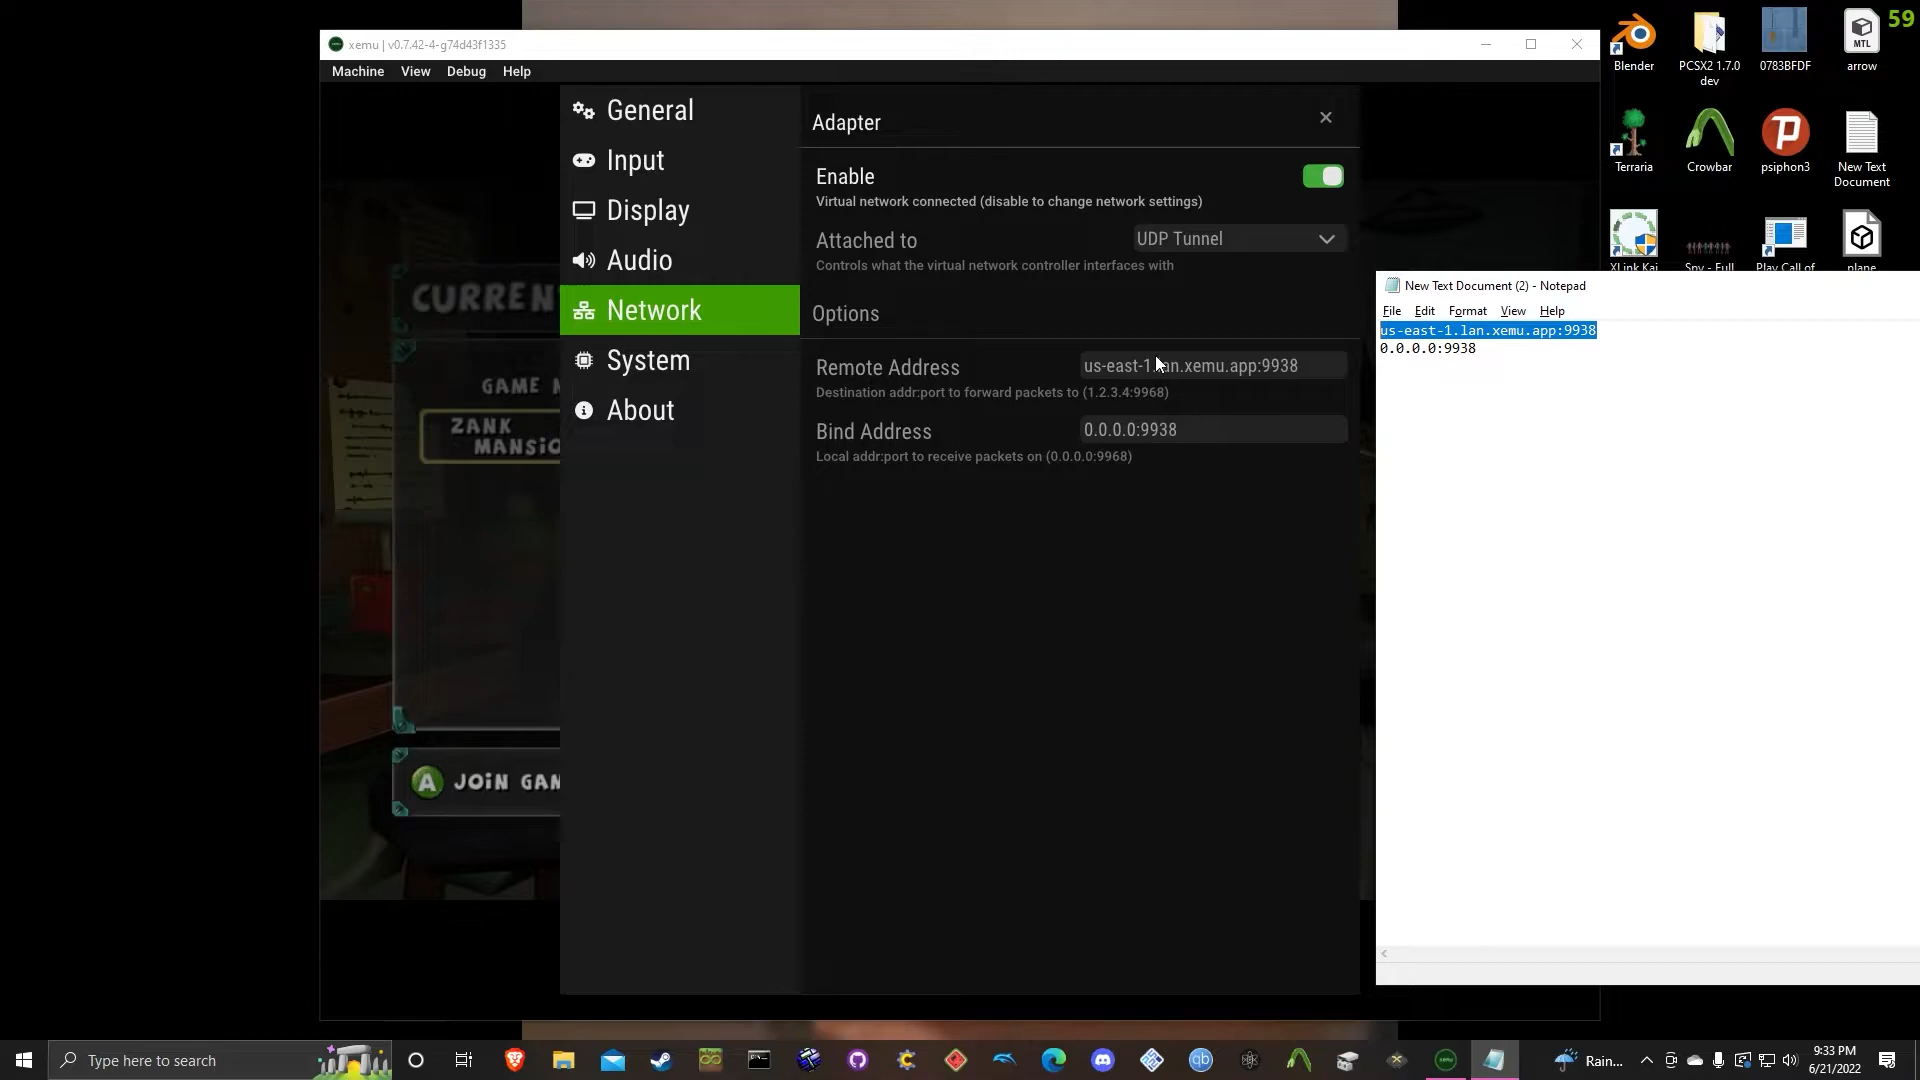 xemu | v0.7.42-4-g74d43f1335
Machine View Debug Help
General
Input
Display
Audio
Network
System
About
Adapter
Enable
Virtual network connected (disable to change network settings)
Attached to
UDP Tunnel
Controls what the virtual network controller interfaces with
Options
Remote Address
us-east-1.lan.xemu.app:9938
Destination addr:port to forward packets to (1.2.3.4:9968)
Bind Address
0.0.0.0:9938
Local addr:port to receive packets on (0.0.0.0:9968)
CURREN
GAME
ZANK
MANSIO
A JOIN GAM
59
Blender
PCSX2 1.7.0
dev
0783BFDF
MTL
arrow
Terraria
Crowbar
psiphon3
New Text
Document
XLink Kai
Spy - Full
Play Call of
plane
New Text Document (2) - Notepad
File Edit Format View Help
us-east-1.lan.xemu.app:9938
0.0.0.0:9938
Type here to search
Rain...
9:33 PM
6/21/2022